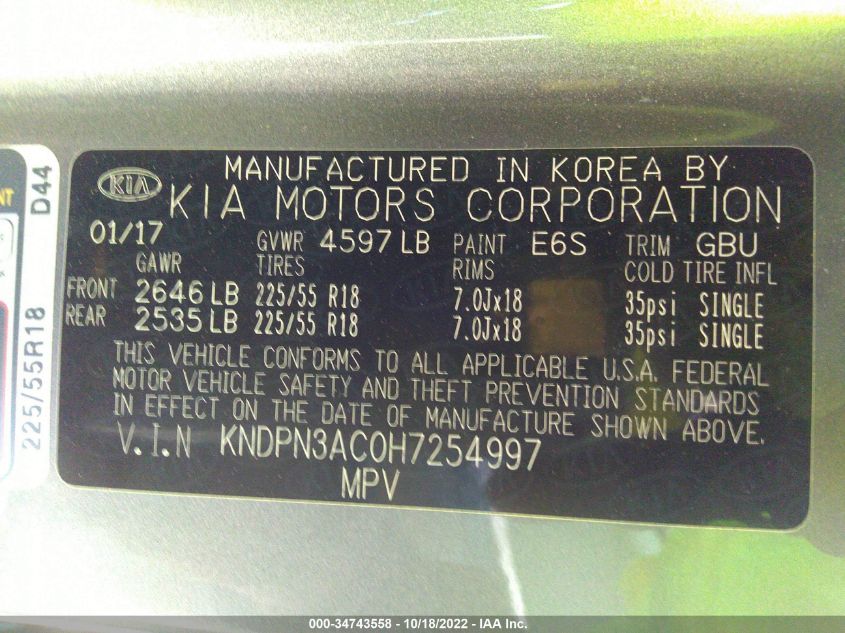 MANUFACTURED IN KOREA BY
KIA KIA MOTORS CORPORATION
01/17 GVWR 4597 LB PAINT E6S TRIM GBU
GAWR TIRES RIMS COLD TIRE INFL
FRONT 2646 LB 225/55 R18 7.0Jx18 35psi SINGLE
REAR 2535 LB 225/55 R18 7.0Jx18 35psi SINGLE
THIS VEHICLE CONFORMS TO ALL APPLICABLE U.S.A. FEDERAL
MOTOR VEHICLE SAFETY AND THEFT PREVENTION STANDARDS
IN EFFECT ON THE DATE OF MANUFACTURE SHOWN ABOVE.
V.I.N KNDPN3AC0H7254997
MPV
225/55R18 D44
000-34743558 - 10/18/2022 - IAA Inc.